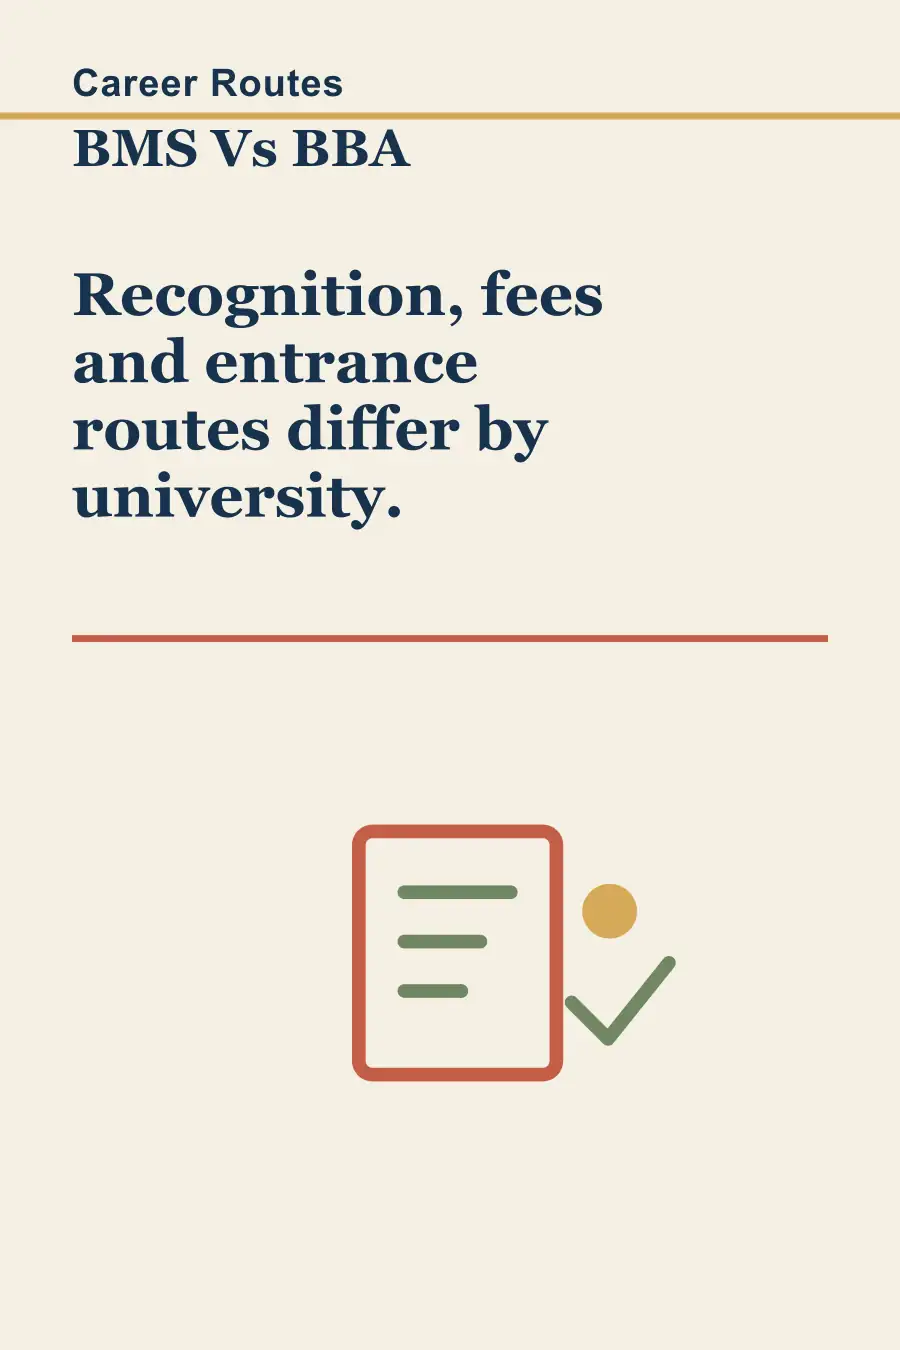 Career Routes
BMS Vs BBA
Recognition, fees
and entrance
routes differ by
university.